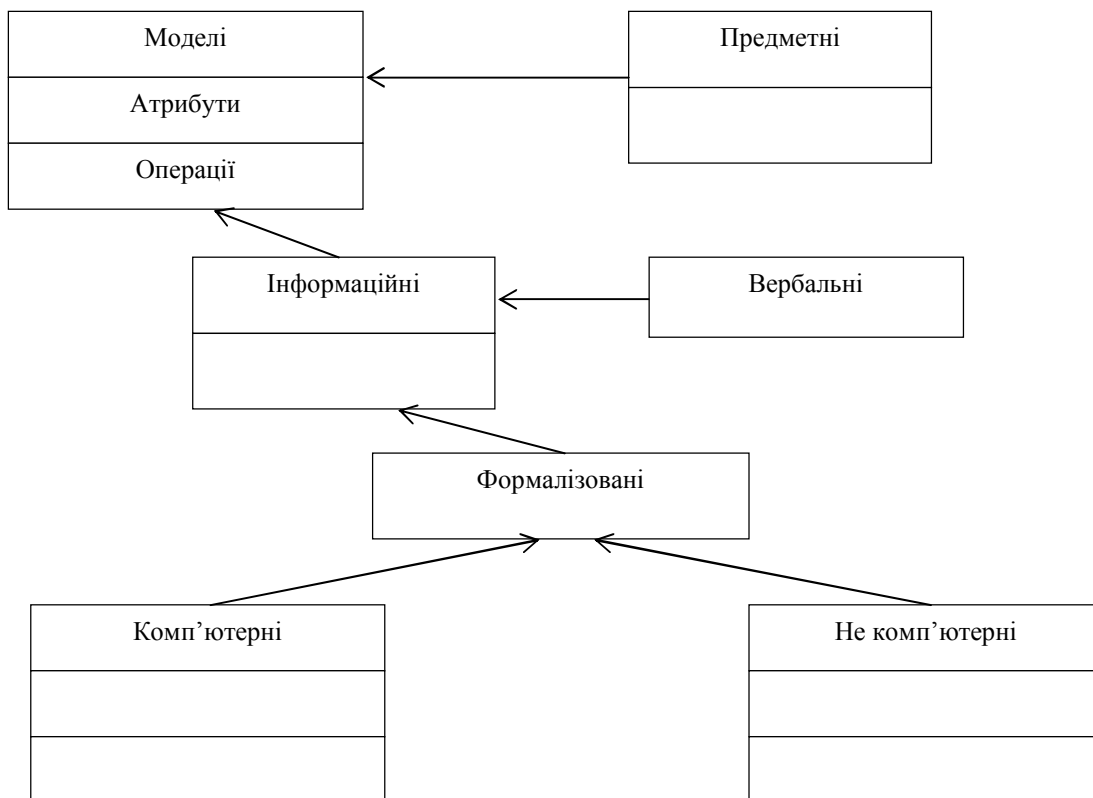 Моделі
Предметні
Атрибути
Операції
Інформаційні
Вербальні
Формалізовані
Комп’ютерні
Не комп’ютерні